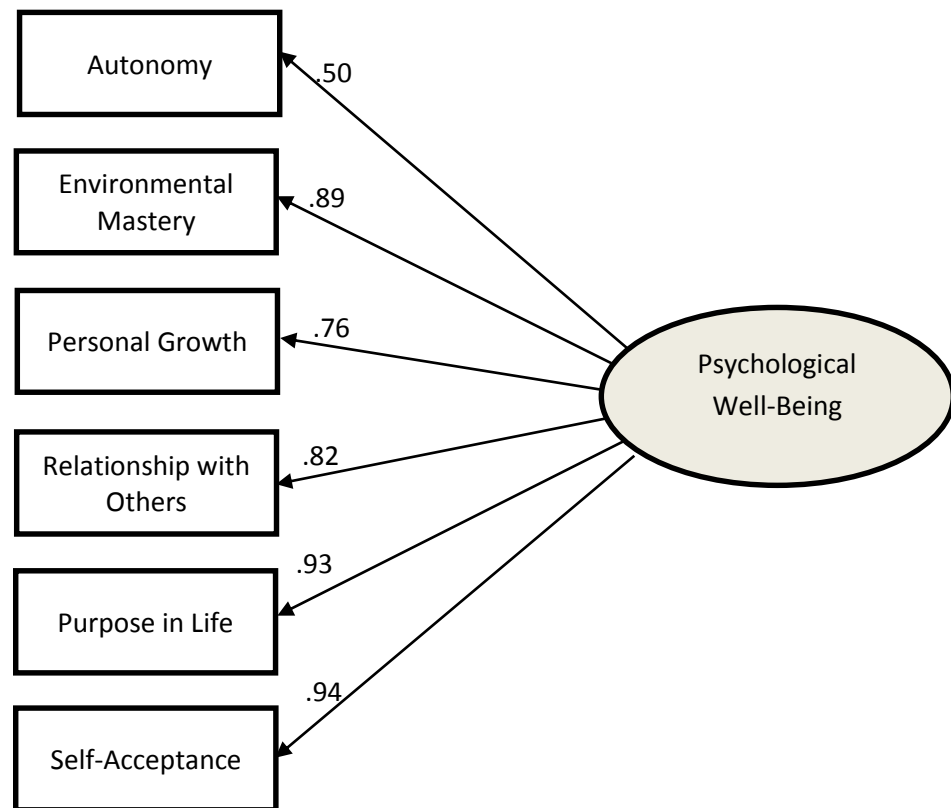 Autonomy
.50
Environmental
Mastery
.89
Personal Growth
.76
Psychological
Well-Being
Relationship with
Others
.82
Purpose in Life
.93
Self-Acceptance
.94